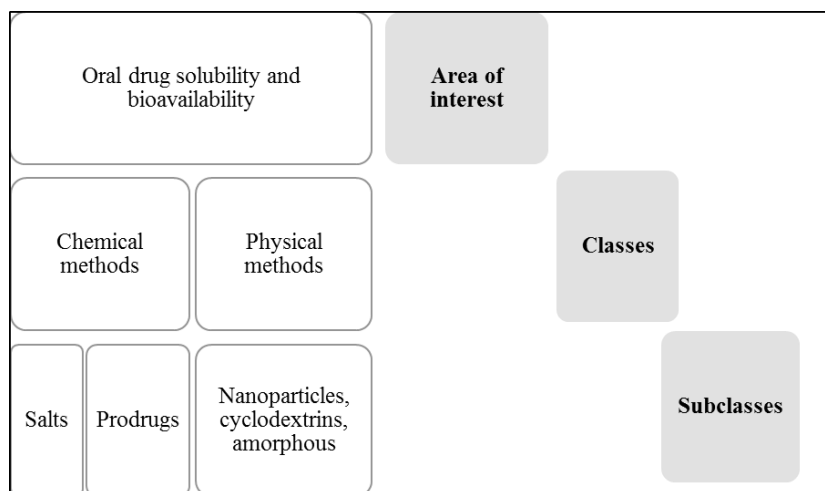 Oral drug solubility and
bioavailability
Area of
interest
Chemical
methods
Physical
methods
Classes
Salts
Prodrugs
Nanoparticles,
cyclodextrins,
amorphous
Subclasses